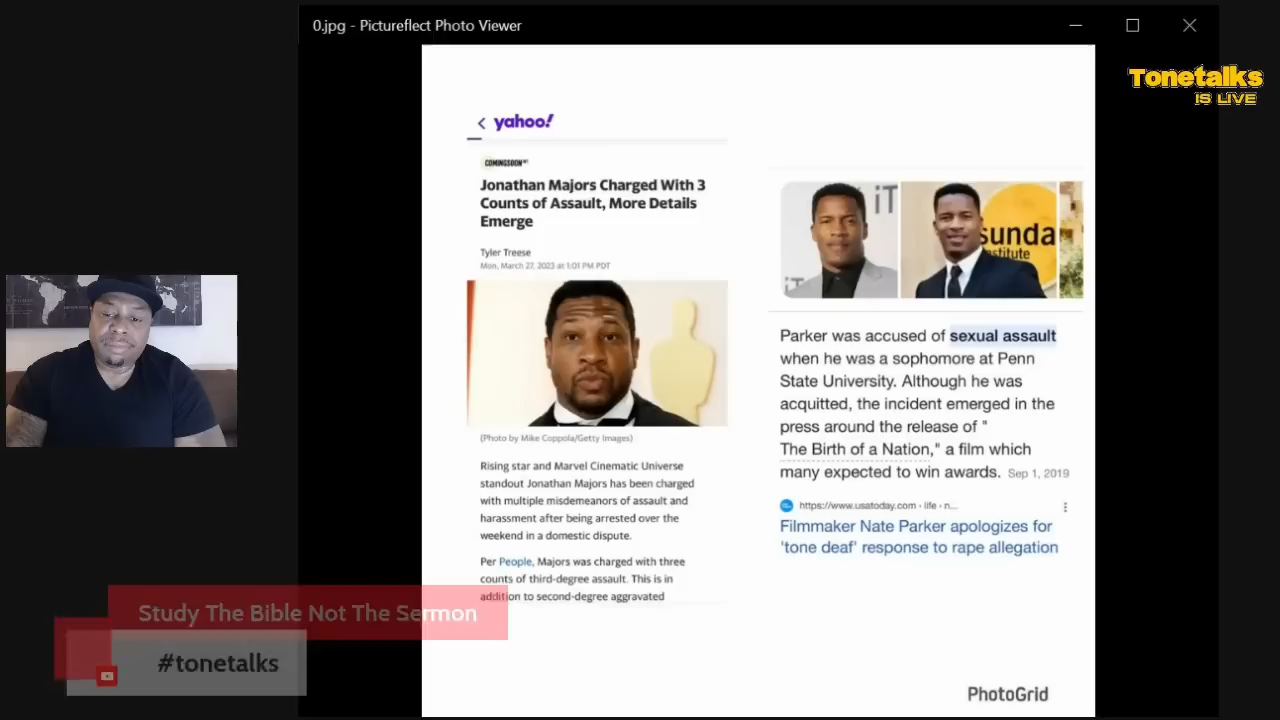 0.jpg - Pictureflect Photo Viewer
Tonetalks
IS LIVE
yahoo!
COMINGSOON
Jonathan Majors Charged With 3
Counts of Assault, More Details
Emerge
Tyler Treese
Mon, March 27, 2023 at 1:01 PM PDT
(Photo by Mike Coppola/Getty Images)
Rising star and Marvel Cinematic Universe
standout Jonathan Majors has been charged
with multiple misdemeanors of assault and
harassment after being arrested over the
weekend in a domestic dispute.
Per People, Majors was charged with three
counts of third-degree assault. This is in
addition to second-degree aggravated
iT
iT
sunda
stitute
Parker was accused of sexual assault
when he was a sophomore at Penn
State University. Although he was
acquitted, the incident emerged in the
press around the release of "
The Birth of a Nation," a film which
many expected to win awards. Sep 1, 2019
https://www.usatoday.com › life › n...
Filmmaker Nate Parker apologizes for
'tone deaf' response to rape allegation
Study The Bible Not The Sermon
#tonetalks
PhotoGrid